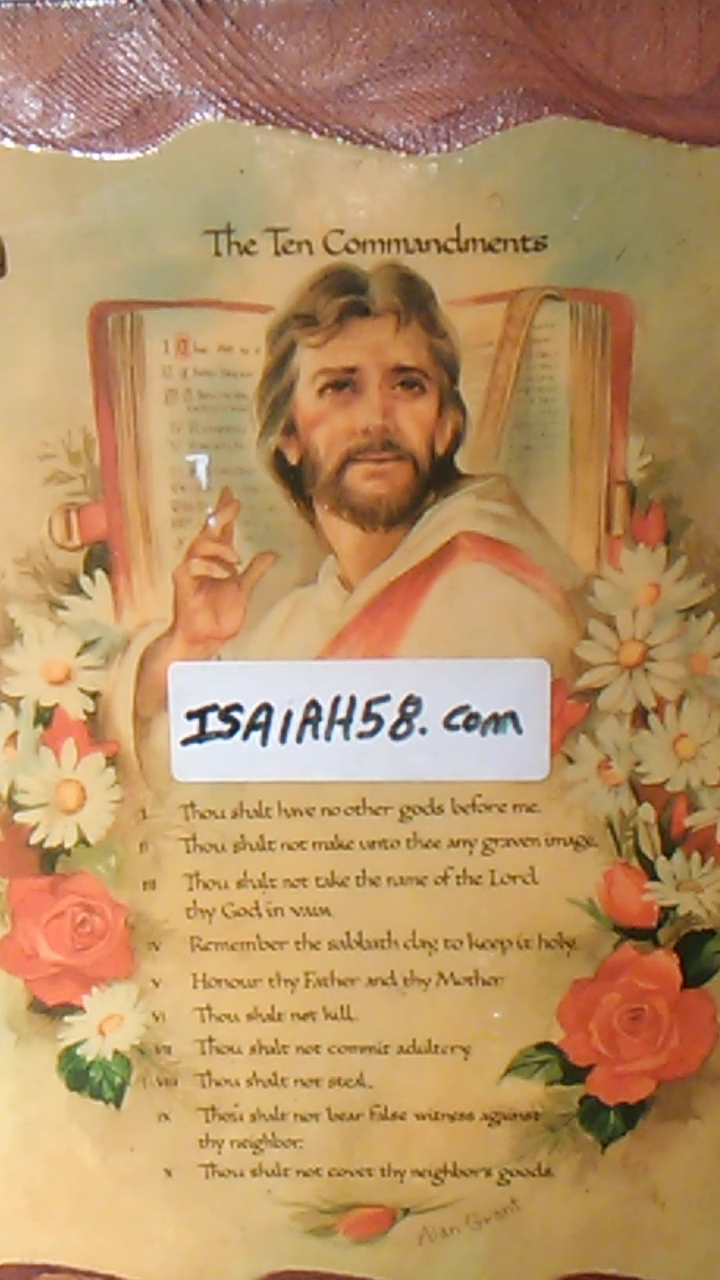 The Ten Commandments
ISAiAH58. com
I. Thou shalt have no other gods before me.
II Thou shalt not make unto thee any graven image.
III Thou shalt not take the name of the Lord
thy God in vain.
IV Remember the sabbath day, to keep it holy.
V Honour thy Father and thy Mother
VI Thou shalt not kill.
VII Thou shalt not commit adultery
VIII Thou shalt not steal.
IX Thou shalt not bear false witness against
thy neighbor.
X Thou shalt not covet thy neighbor's goods.
Alan Grant